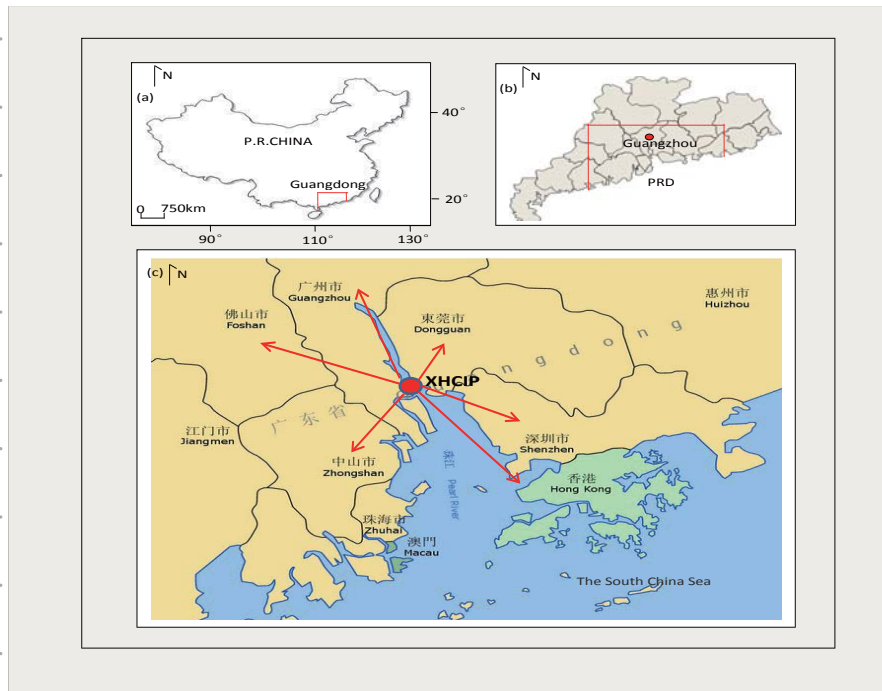 N
(a)
40°
P.R.CHINA
Guangdong
20°
0 750km
90° 110° 130°
N
(b)
Guangzhou
PRD
(c) N
广州市
Guangzhou
佛山市
Foshan
東莞市
Dongguan
惠州市
Huizhou
ngdong
XHCIP
广东省
江门市
Jiangmen
中山市
Zhongshan
深圳市
Shenzhen
珠江 Pearl River
香港
Hong Kong
珠海市
Zhuhai
澳門
Macau
The South China Sea